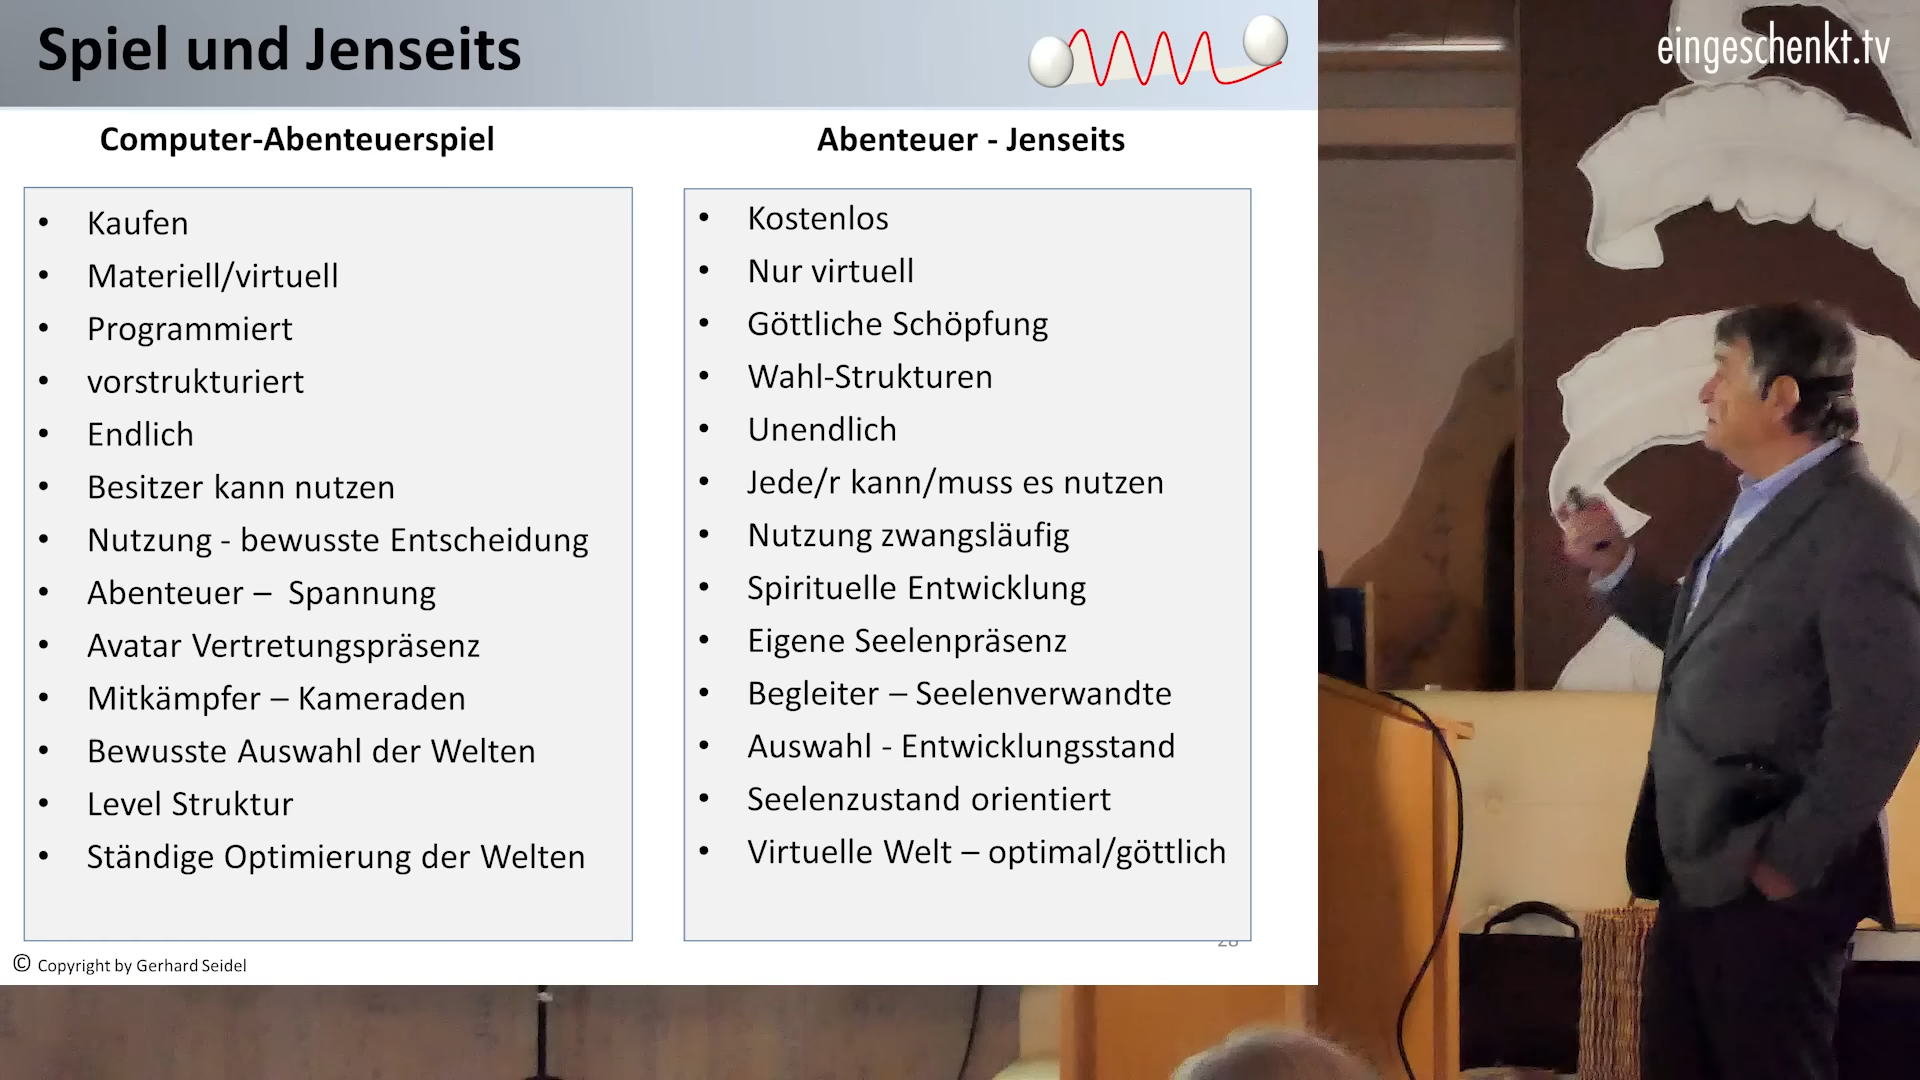 Spiel und Jenseits
eingeschenkt.tv
Computer-Abenteuerspiel
• Kaufen
• Materiell/virtuell
• Programmiert
• vorstrukturiert
• Endlich
• Besitzer kann nutzen
• Nutzung - bewusste Entscheidung
• Abenteuer – Spannung
• Avatar Vertretungspräsenz
• Mitkämpfer – Kameraden
• Bewusste Auswahl der Welten
• Level Struktur
• Ständige Optimierung der Welten
Abenteuer - Jenseits
• Kostenlos
• Nur virtuell
• Göttliche Schöpfung
• Wahl-Strukturen
• Unendlich
• Jede/r kann/muss es nutzen
• Nutzung zwangsläufig
• Spirituelle Entwicklung
• Eigene Seelenpräsenz
• Begleiter – Seelenverwandte
• Auswahl - Entwicklungsstand
• Seelenzustand orientiert
• Virtuelle Welt – optimal/göttlich
© Copyright by Gerhard Seidel